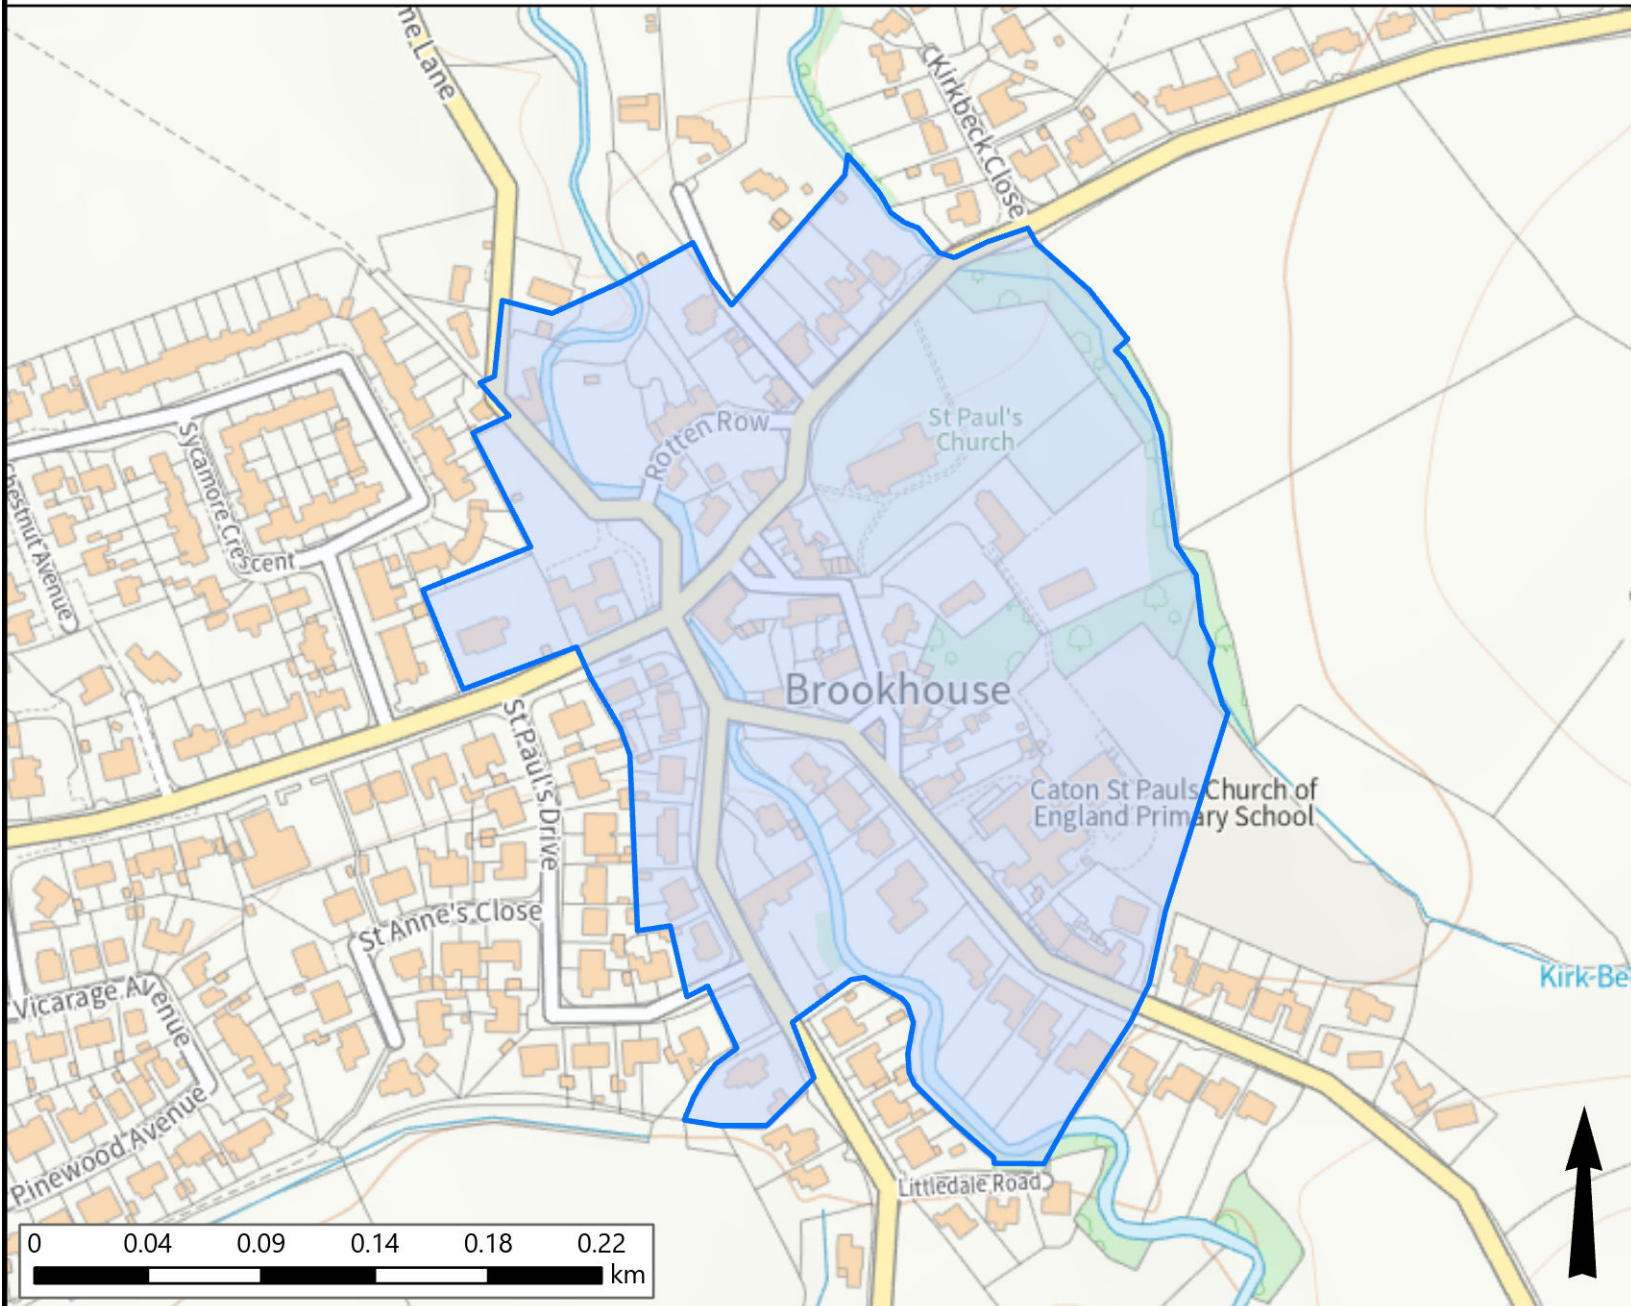 ne Lane
Kirkbeck Close
St Paul's
Church
Rotten Row
Sycamore Crescent
Chestnut Avenue
Brookhouse
St Paul's Drive
Caton St Pauls Church of
England Primary School
St Anne's Close
Kirk-Be
Vicarage Avenue
Pinewood Avenue
Littledale Road
0 0.04 0.09 0.14 0.18 0.22
km